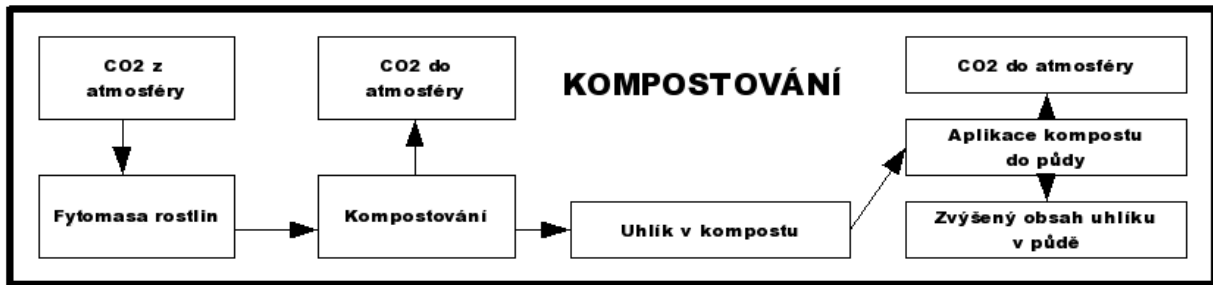 CO2 z
atmosféry
CO2 do
atmosféry
KOMPOSTOVÁNÍ
CO2 do atmosféry
Aplikace kompostu
do půdy
Fytomasa rostlin
Kompostování
Uhlík v kompostu
Zvýšený obsah uhlíku
v půdě